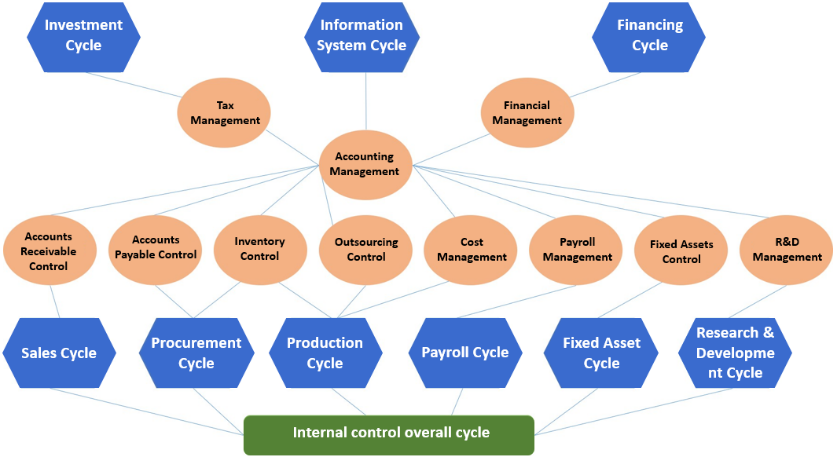 Investment
Cycle
Information
System Cycle
Financing
Cycle
Tax
Management
Financial
Management
Accounting
Management
Accounts
Receivable
Control
Accounts
Payable Control
Inventory
Control
Outsourcing
Control
Cost
Management
Payroll
Management
Fixed Assets
Control
R&D
Management
Sales Cycle
Procurement
Cycle
Production
Cycle
Payroll Cycle
Fixed Asset
Cycle
Research &
Developme
nt Cycle
Internal control overall cycle